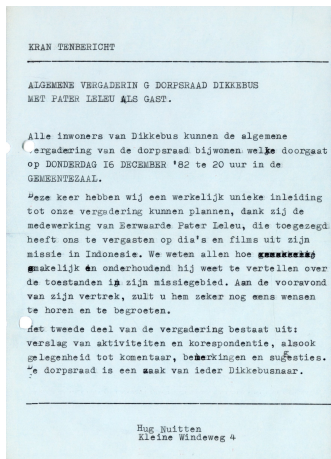 KRAN TENBERICHT
ALGEMENE VERGADERIN G DORPSRAAD DIKKEBUS
MET PATER LELEU ALS GAST.
Alle inwoners van Dikkebus kunnen de algemene
vergadering van de dorpsraad bijwonen welke doorgaat
op DONDERDAG 16 DECEMBER '82 te 20 uur in de
GEMEENTEZAAL.
Deze keer hebben wij een werkelijk unieke inleiding
tot onze vergadering kunnen plannen, dank zij de
medewerking van Eerwaarde Pater Leleu, die toegezegd
heeft ons te vergasten op dia's en films uit zijn
missie in Indonesie. We weten allen hoe
smakelijk en onderhoudend hij weet te vertellen over
de toestanden in zijn missiegebied. Aan de vooravond
van zijn vertrek, zult u hem zeker nog eens wensen
te horen en te begroeten.
Het tweede deel van de vergadering bestaat uit:
verslag van aktiviteiten en korespondentie, alsook
gelegenheid tot komentaar, bemerkingen en sugesties.
De dorpsraad is een zaak van ieder Dikkebusnaar.
Hug Nuitten
Kleine Windeweg 4